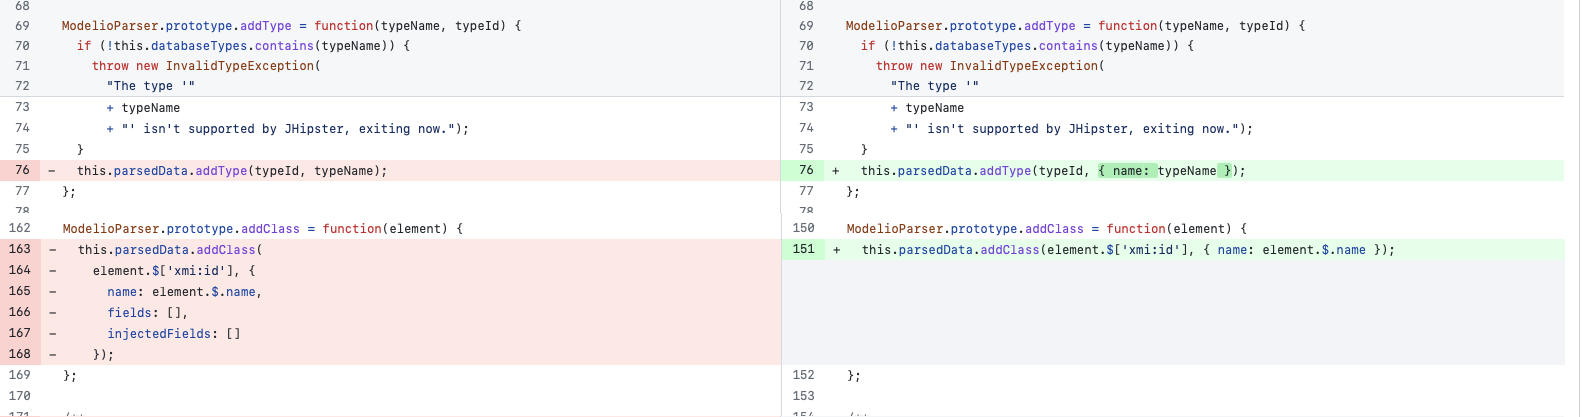 68
69 ModelioParser.prototype.addType = function(typeName, typeId) {
70 if (!this.databaseTypes.contains(typeName)) {
71 throw new InvalidTypeException(
72 "The type '"
73 + typeName
74 + "' isn't supported by JHipster, exiting now.");
75 }
76 - this.parsedData.addType(typeId, typeName);
77 };
78
162 ModelioParser.prototype.addClass = function(element) {
163 - this.parsedData.addClass(
164 - element.$['xmi:id'], {
165 - name: element.$.name,
166 - fields: [],
167 - injectedFields: []
168 - });
169 };
170
171 /**
68
69 ModelioParser.prototype.addType = function(typeName, typeId) {
70 if (!this.databaseTypes.contains(typeName)) {
71 throw new InvalidTypeException(
72 "The type '"
73 + typeName
74 + "' isn't supported by JHipster, exiting now.");
75 }
76 + this.parsedData.addType(typeId, { name: typeName });
77 };
78
150 ModelioParser.prototype.addClass = function(element) {
151 + this.parsedData.addClass(element.$['xmi:id'], { name: element.$.name });
152 };
153
154 /**